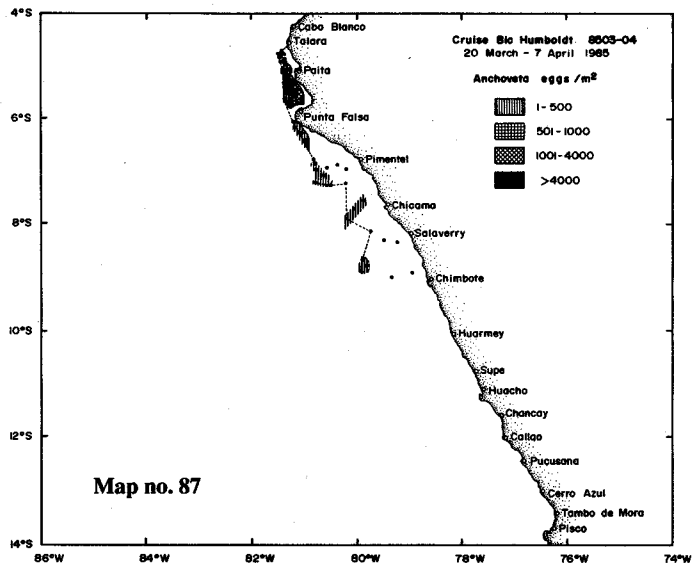 4°S
Cabo Blanco
Talara
Cruise Bic Humboldt 8503-04
20 March - 7 April 1985
Paita
Anchoveta eggs/m²
1-500
6°S
Punta Falsa
501-1000
1001-4000
Pimentel
>4000
Chicama
8°S
Salaverry
Chimbote
10°S
Huarmey
Supe
Huacho
Chancay
12°S
Callao
Pucusana
Map no. 87
Cerro Azul
Tambo de Mora
Pisco
14°S
86°W 84°W 82°W 80°W 78°W 76°W 74°W